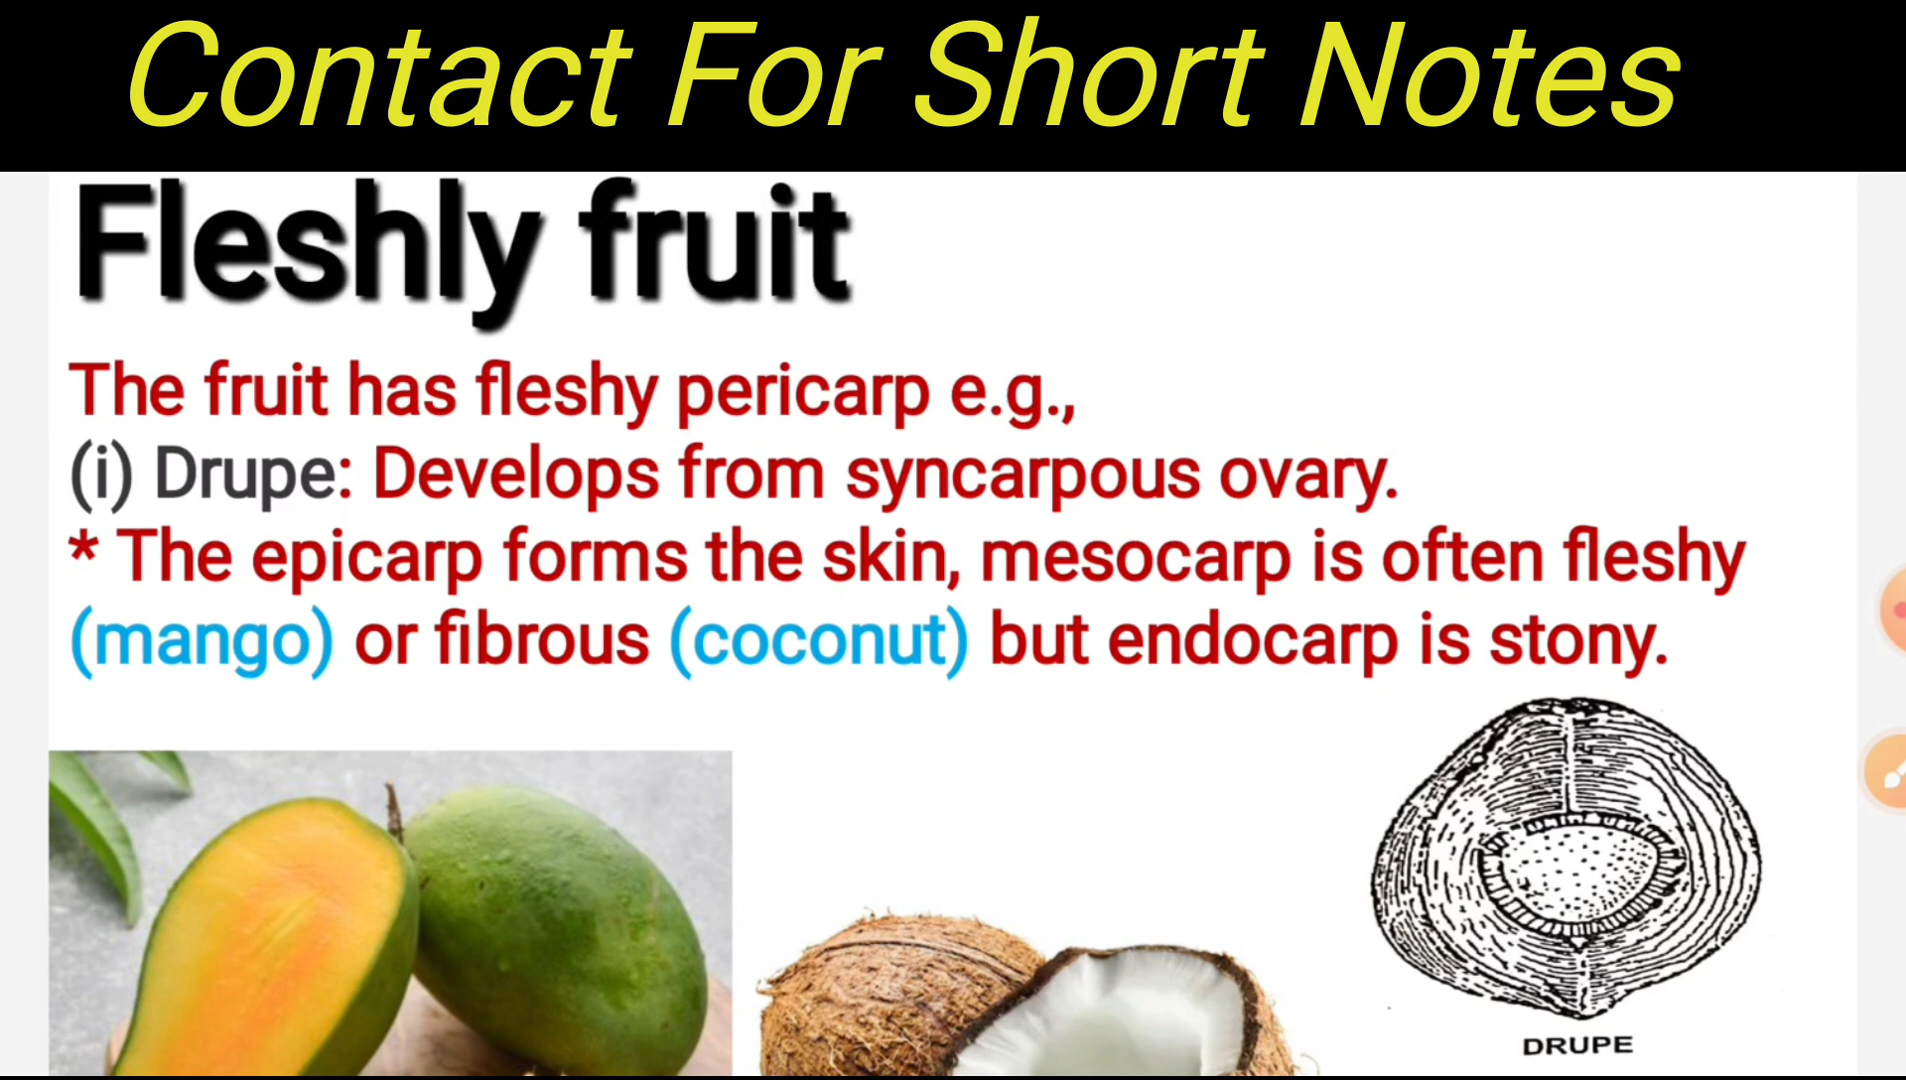 Contact For Short Notes
Fleshly fruit
The fruit has fleshy pericarp e.g.,
(i) Drupe: Develops from syncarpous ovary.
* The epicarp forms the skin, mesocarp is often fleshy
(mango) or fibrous (coconut) but endocarp is stony.
DRUPE